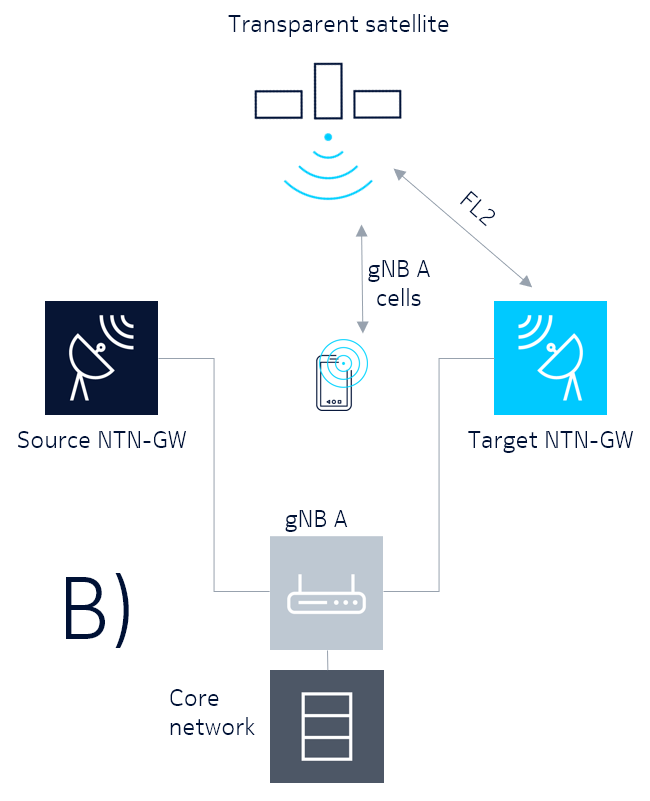 Transparent satellite
FL2
gNB A
cells
Source NTN-GW
Target NTN-GW
gNB A
B)
Core
network